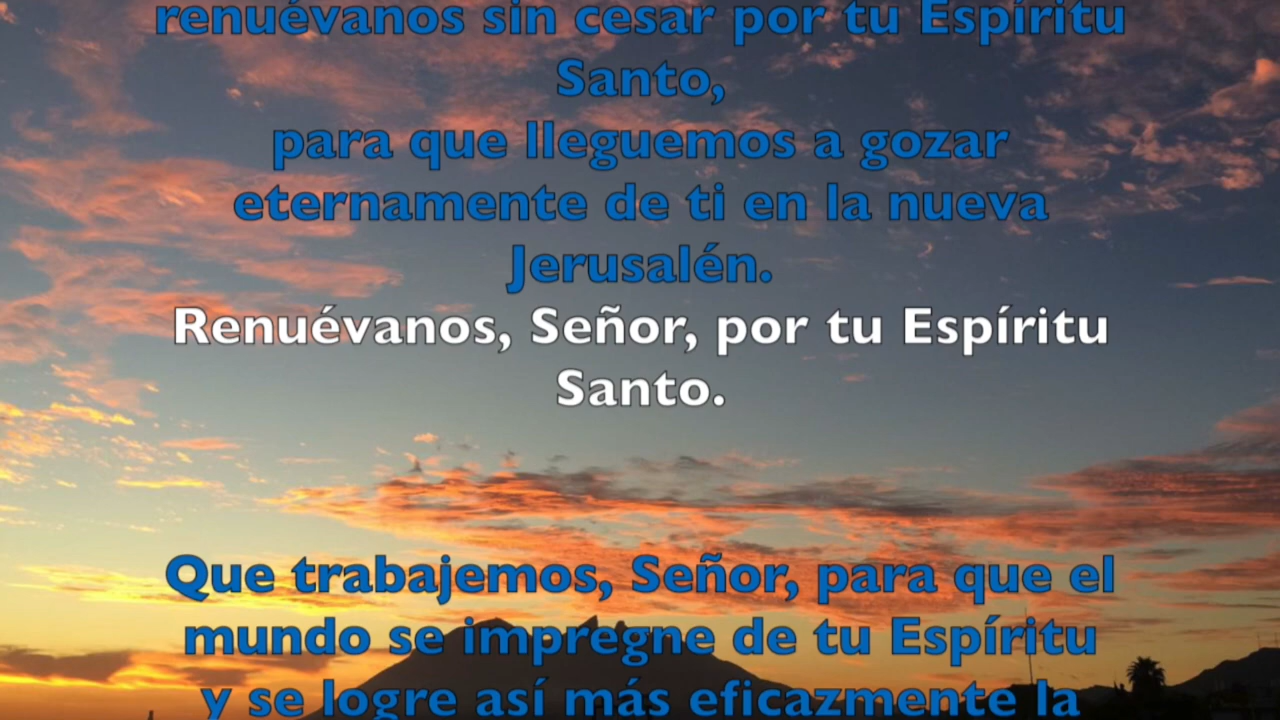 renuévanos sin cesar por tu Espíritu
Santo,
para que lleguemos a gozar
eternamente de ti en la nueva
Jerusalén.
Renuévanos, Señor, por tu Espíritu
Santo.
Que trabajemos, Señor, para que el
mundo se impregne de tu Espíritu
y se logre así más eficazmente la